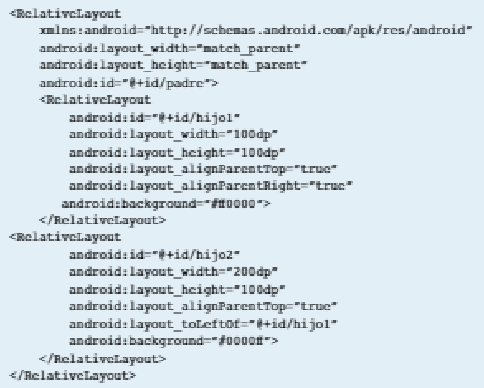 <RelativeLayout
xmlns:android="http://schemas.android.com/apk/res/android"
android:layout_width="match_parent"
android:layout_height="match_parent"
android:id="@+id/padre">
<RelativeLayout
android:id="@+id/hijo1"
android:layout_width="100dp"
android:layout_height="100dp"
android:layout_alignParentTop="true"
android:layout_alignParentRight="true"
android:background="#ff0000">
</RelativeLayout>
<RelativeLayout
android:id="@+id/hijo2"
android:layout_width="200dp"
android:layout_height="100dp"
android:layout_alignParentTop="true"
android:layout_toLeftOf="@+id/hijo1"
android:background="#0000ff">
</RelativeLayout>
</RelativeLayout>